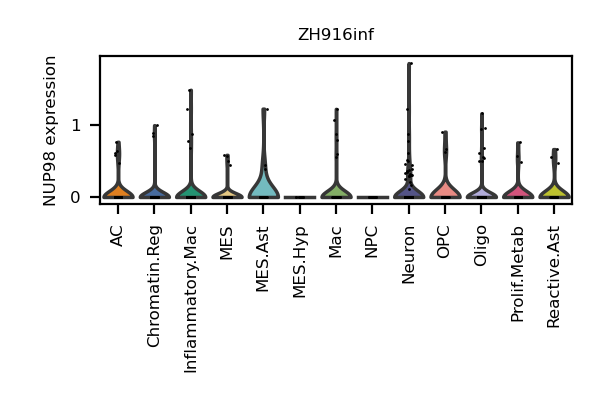 ZH916inf
NUP98 expression
1
0
AC
Chromatin.Reg
Inflammatory.Mac
MES
MES.Ast
MES.Hyp
Mac
NPC
Neuron
OPC
Oligo
Prolif.Metab
Reactive.Ast